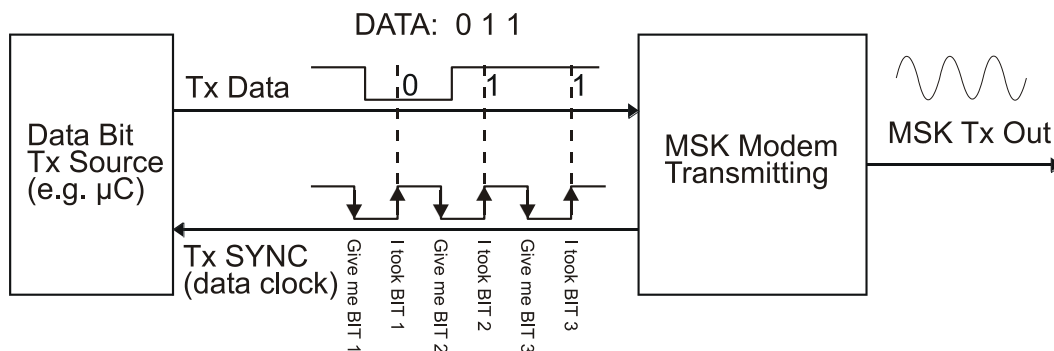 DATA: 0 1 1
Tx Data
0
1
1
Data Bit
Tx Source
(e.g. µC)
MSK Modem
Transmitting
MSK Tx Out
Tx SYNC
(data clock)
Give me BIT 1
I took BIT 1
Give me BIT 2
I took BIT 2
Give me BIT 3
I took BIT 3